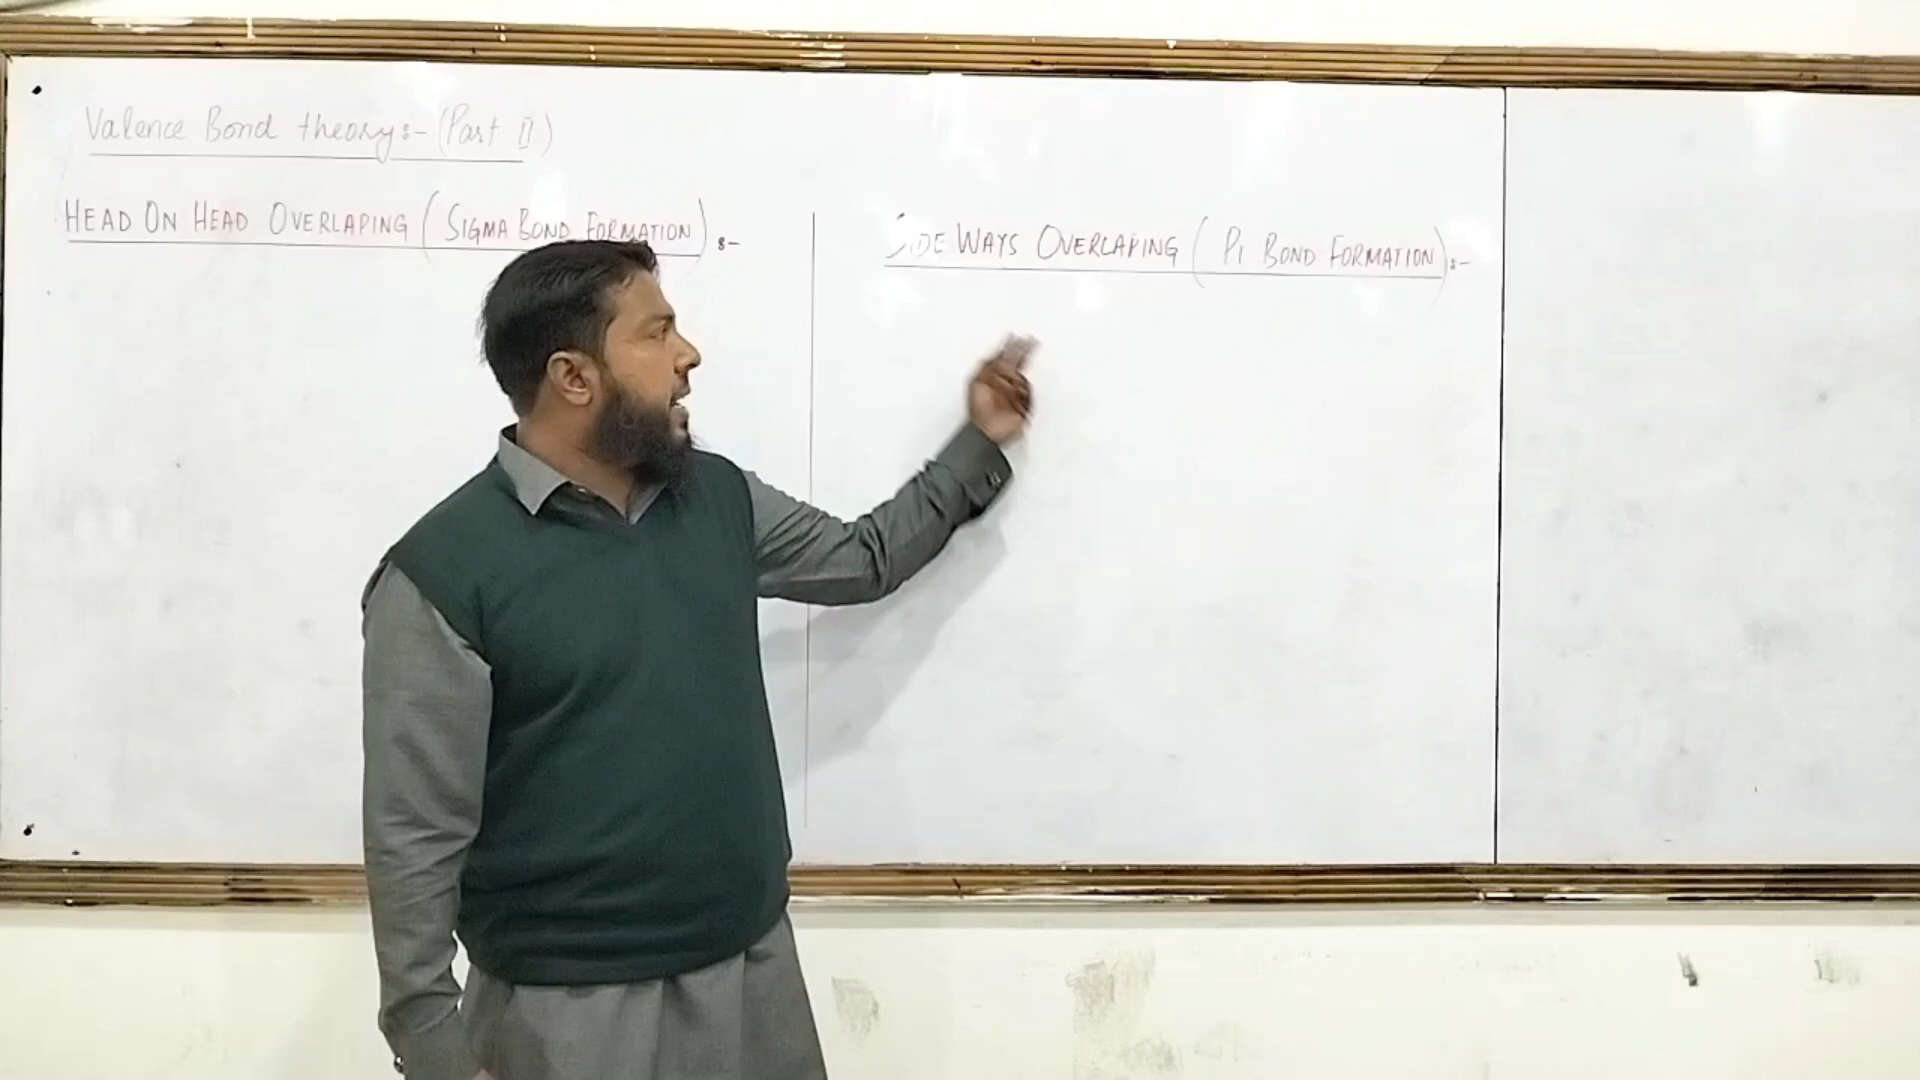 Valence Bond theory:- (Part II)
HEAD ON HEAD OVERLAPING (SIGMA BOND FORMATION) :-
SIDE WAYS OVERLAPING (PI BOND FORMATION) :-